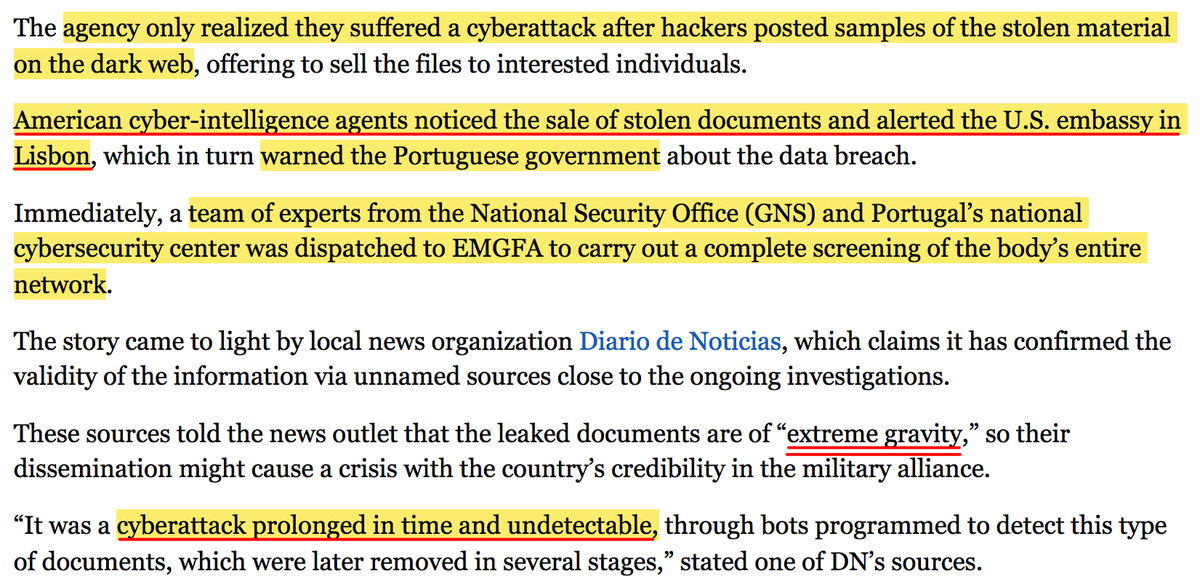 The agency only realized they suffered a cyberattack after hackers posted samples of the stolen material
on the dark web, offering to sell the files to interested individuals.
American cyber-intelligence agents noticed the sale of stolen documents and alerted the U.S. embassy in
Lisbon, which in turn warned the Portuguese government about the data breach.
Immediately, a team of experts from the National Security Office (GNS) and Portugal’s national
cybersecurity center was dispatched to EMGFA to carry out a complete screening of the body’s entire
network.
The story came to light by local news organization Diario de Noticias, which claims it has confirmed the
validity of the information via unnamed sources close to the ongoing investigations.
These sources told the news outlet that the leaked documents are of “extreme gravity,” so their
dissemination might cause a crisis with the country’s credibility in the military alliance.
“It was a cyberattack prolonged in time and undetectable, through bots programmed to detect this type
of documents, which were later removed in several stages,” stated one of DN’s sources.